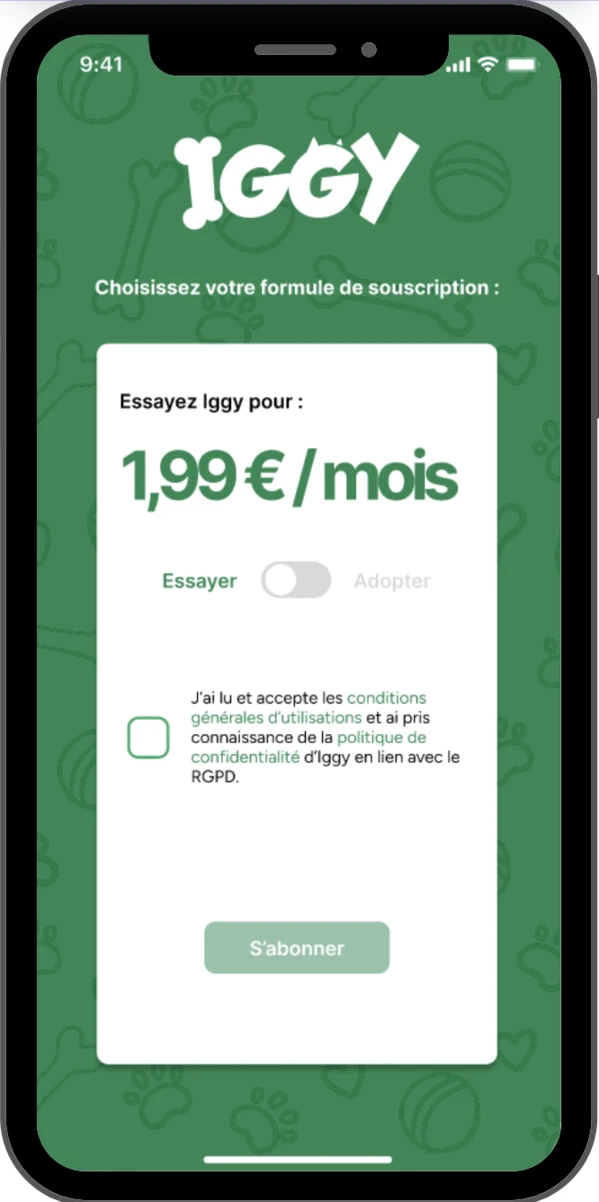 9:41
IGGY
Choisissez votre formule de souscription :
Essayez Iggy pour :
1,99 € / mois
Essayer Adopter
J'ai lu et accepte les conditions
générales d'utilisations et ai pris
connaissance de la politique de
confidentialité d'Iggy en lien avec le
RGPD.
S'abonner